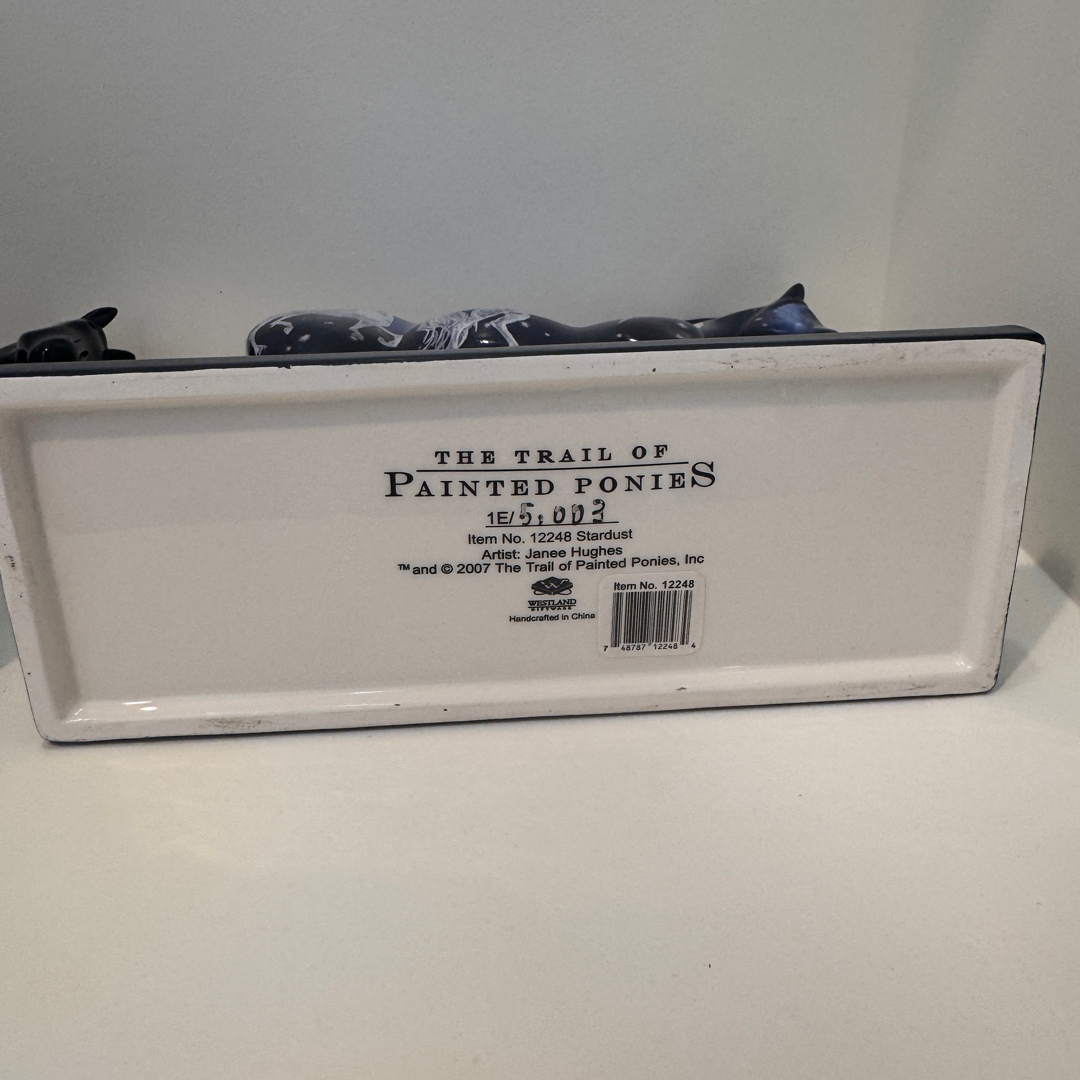 THE TRAIL OF
PAINTED PONIES
1E/5,003
Item No. 12248 Stardust
Artist: Janee Hughes
™ and © 2007 The Trail of Painted Ponies, Inc
WESTLAND
GIFTWARE
Handcrafted in China
Item No. 12248
7 48787 12248 4